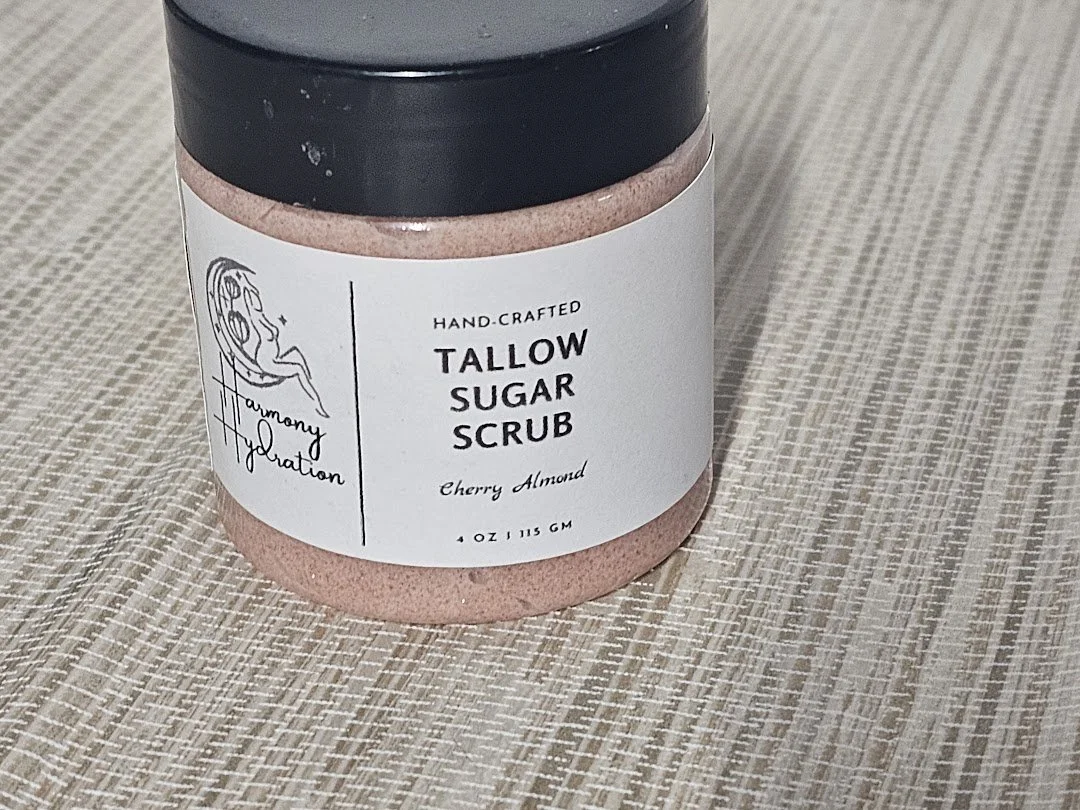 Harmony
Hydration
HAND-CRAFTED
TALLOW
SUGAR
SCRUB
Cherry Almond
4 OZ | 115 GM